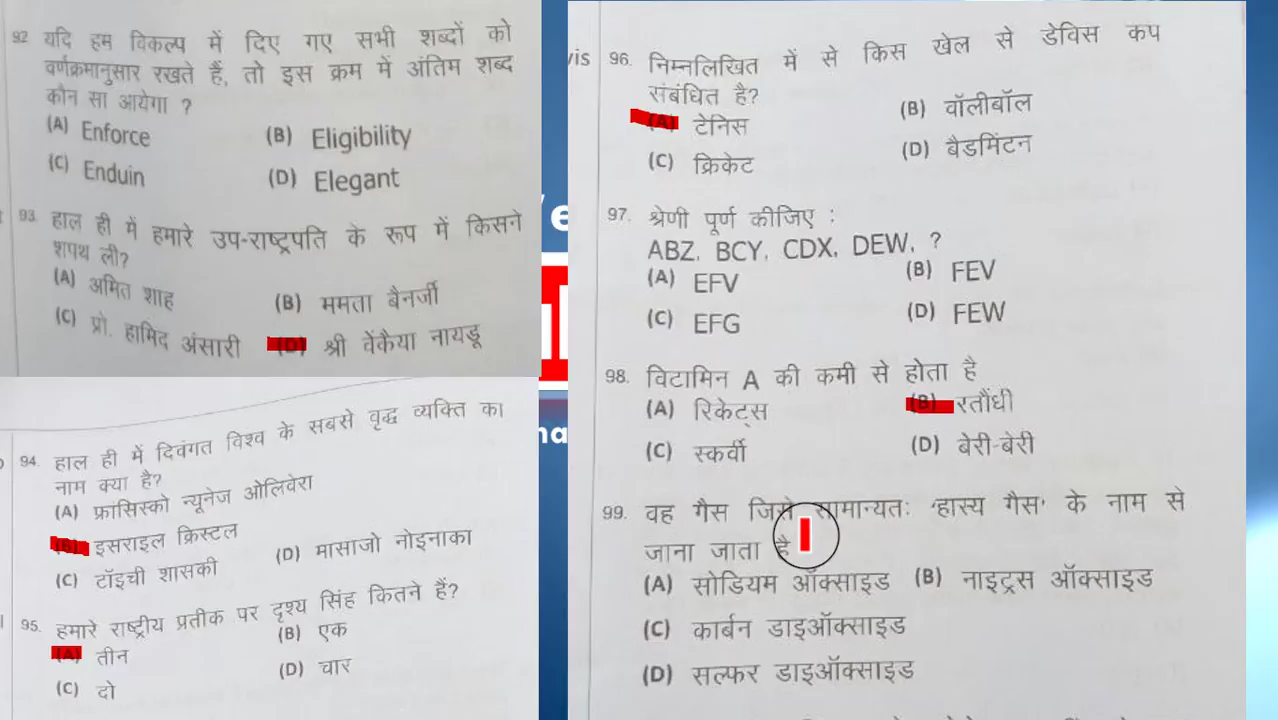 92 यदि हम विकल्प में दिए गए सभी शब्दों को
वर्णक्रमानुसार रखते हैं, तो इस क्रम में अंतिम शब्द
कौन सा आयेगा ?
(A) Enforce
(B) Eligibility
(C) Enduin
(D) Elegant
93. हाल ही में हमारे उप-राष्ट्रपति के रूप में किसने
शपथ ली?
(A) अमित शाह
(B) ममता बैनर्जी
(C) प्रो. हामिद अंसारी
(D) श्री वेंकैया नायडू
94. हाल ही में दिवंगत विश्व के सबसे वृद्ध व्यक्ति का
नाम क्या है?
(A) फ्रांसिस्को न्यूनेज ओलिवेरा
(B) इसराइल क्रिस्टल
(D) मासाजो नोइनाका
(C) टॉइची शासकी
95. हमारे राष्ट्रीय प्रतीक पर दृश्य सिंह कितने हैं?
(B) एक
(A) तीन
(D) चार
(C) दो
96. निम्नलिखित में से किस खेल से डेविस कप
संबंधित है?
(A) टेनिस
(B) वॉलीबॉल
(C) क्रिकेट
(D) बैडमिंटन
97. श्रेणी पूर्ण कीजिए :
ABZ, BCY, CDX, DEW, ?
(A) EFV
(B) FEV
(C) EFG
(D) FEW
98. विटामिन A की कमी से होता है
(A) रिकेट्स
(B) रतौंधी
(C) स्कर्वी
(D) बेरी-बेरी
99. वह गैस जिसे सामान्यतः 'हास्य गैस' के नाम से
जाना जाता है
(A) सोडियम ऑक्साइड (B) नाइट्रस ऑक्साइड
(C) कार्बन डाइऑक्साइड
(D) सल्फर डाइऑक्साइड